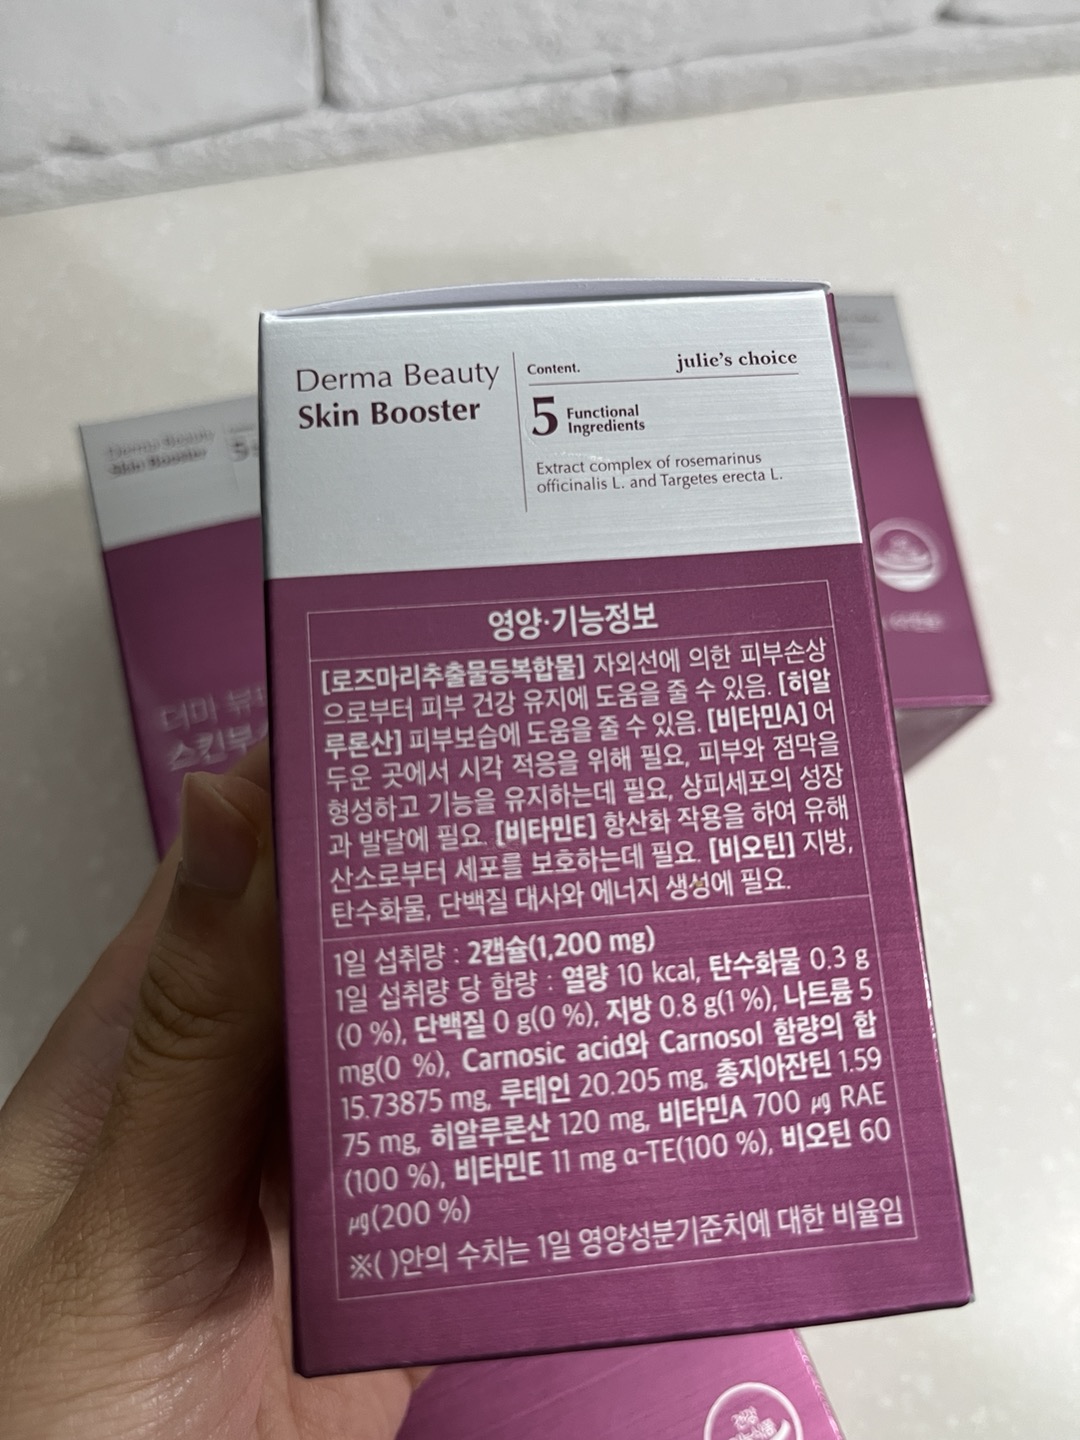 Derma Beauty
Skin Booster
Content.
julie's choice
5 Functional
Ingredients
Extract complex of rosemarinus
officinalis L. and Targetes erecta L.
영양·기능정보
[로즈마리추출물등복합물] 자외선에 의한 피부손상
으로부터 피부 건강 유지에 도움을 줄 수 있음. [히알
루론산] 피부보습에 도움을 줄 수 있음. [비타민A] 어
두운 곳에서 시각 적응을 위해 필요, 피부와 점막을
형성하고 기능을 유지하는데 필요, 상피세포의 성장
과 발달에 필요. [비타민E] 항산화 작용을 하여 유해
산소로부터 세포를 보호하는데 필요. [비오틴] 지방,
탄수화물, 단백질 대사와 에너지 생성에 필요.
1일 섭취량 : 2캡슐(1,200 mg)
1일 섭취량 당 함량 : 열량 10 kcal, 탄수화물 0.3 g
(0 %), 단백질 0 g(0 %), 지방 0.8 g(1 %), 나트륨 5
mg(0 %), Carnosic acid와 Carnosol 함량의 합
15.73875 mg, 루테인 20.205 mg, 총지아잔틴 1.59
75 mg, 히알루론산 120 mg, 비타민A 700 μg RAE
(100 %), 비타민E 11 mg α-TE(100 %), 비오틴 60
μg(200 %)
※( )안의 수치는 1일 영양성분기준치에 대한 비율임
Derma Beauty
Skin Booster
5
더마 뷰
스킨부